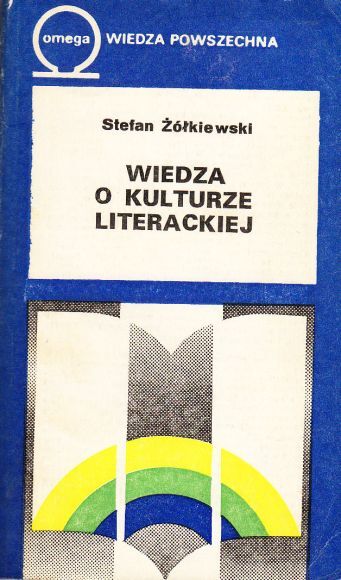 omega WIEDZA POWSZECHNA
Stefan Żółkiewski
WIEDZA
O KULTURZE
LITERACKIEJ